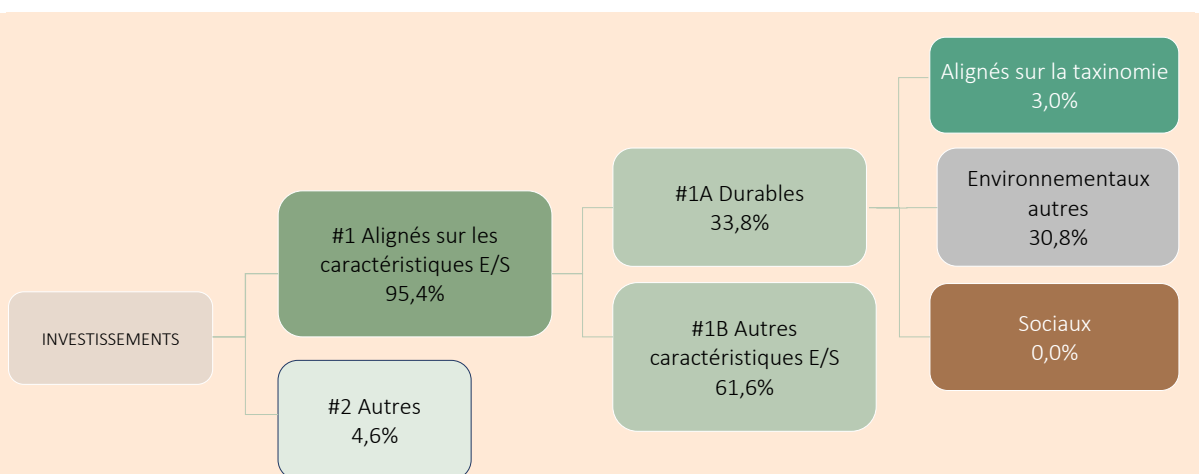 INVESTISSEMENTS
#1 Alignés sur les
caractéristiques E/S
95,4%
#2 Autres
4,6%
#1A Durables
33,8%
#1B Autres
caractéristiques E/S
61,6%
Alignés sur la taxinomie
3,0%
Environnementaux
autres
30,8%
Sociaux
0,0%